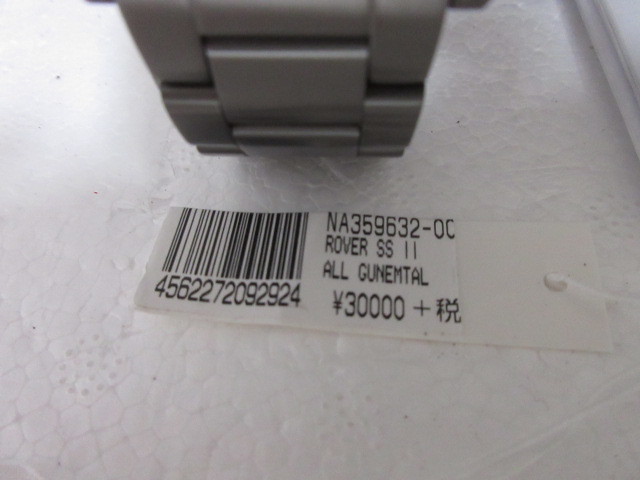 NA359632-00
ROVER SS II
ALL GUNEMTAL
4562272092924
¥30000 +税